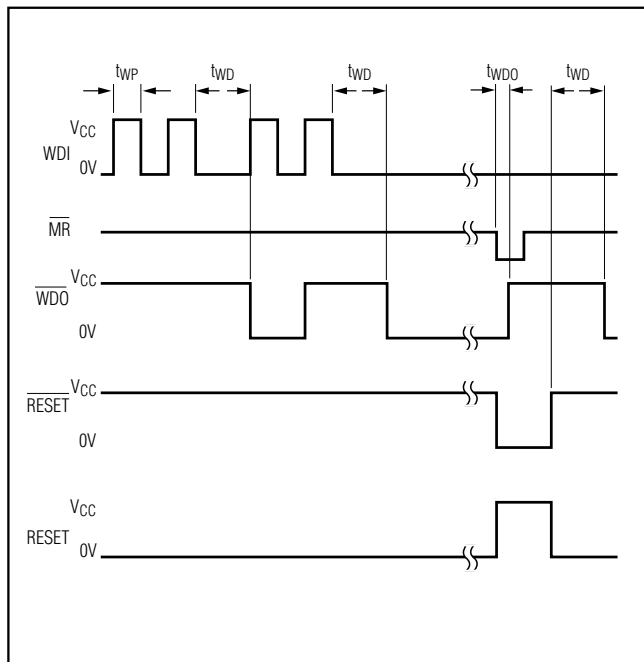 tWP tWD tWD tWDO tWD
VCC
WDI
0V
MR
VCC
WDO
0V
VCC
RESET
0V
VCC
RESET
0V